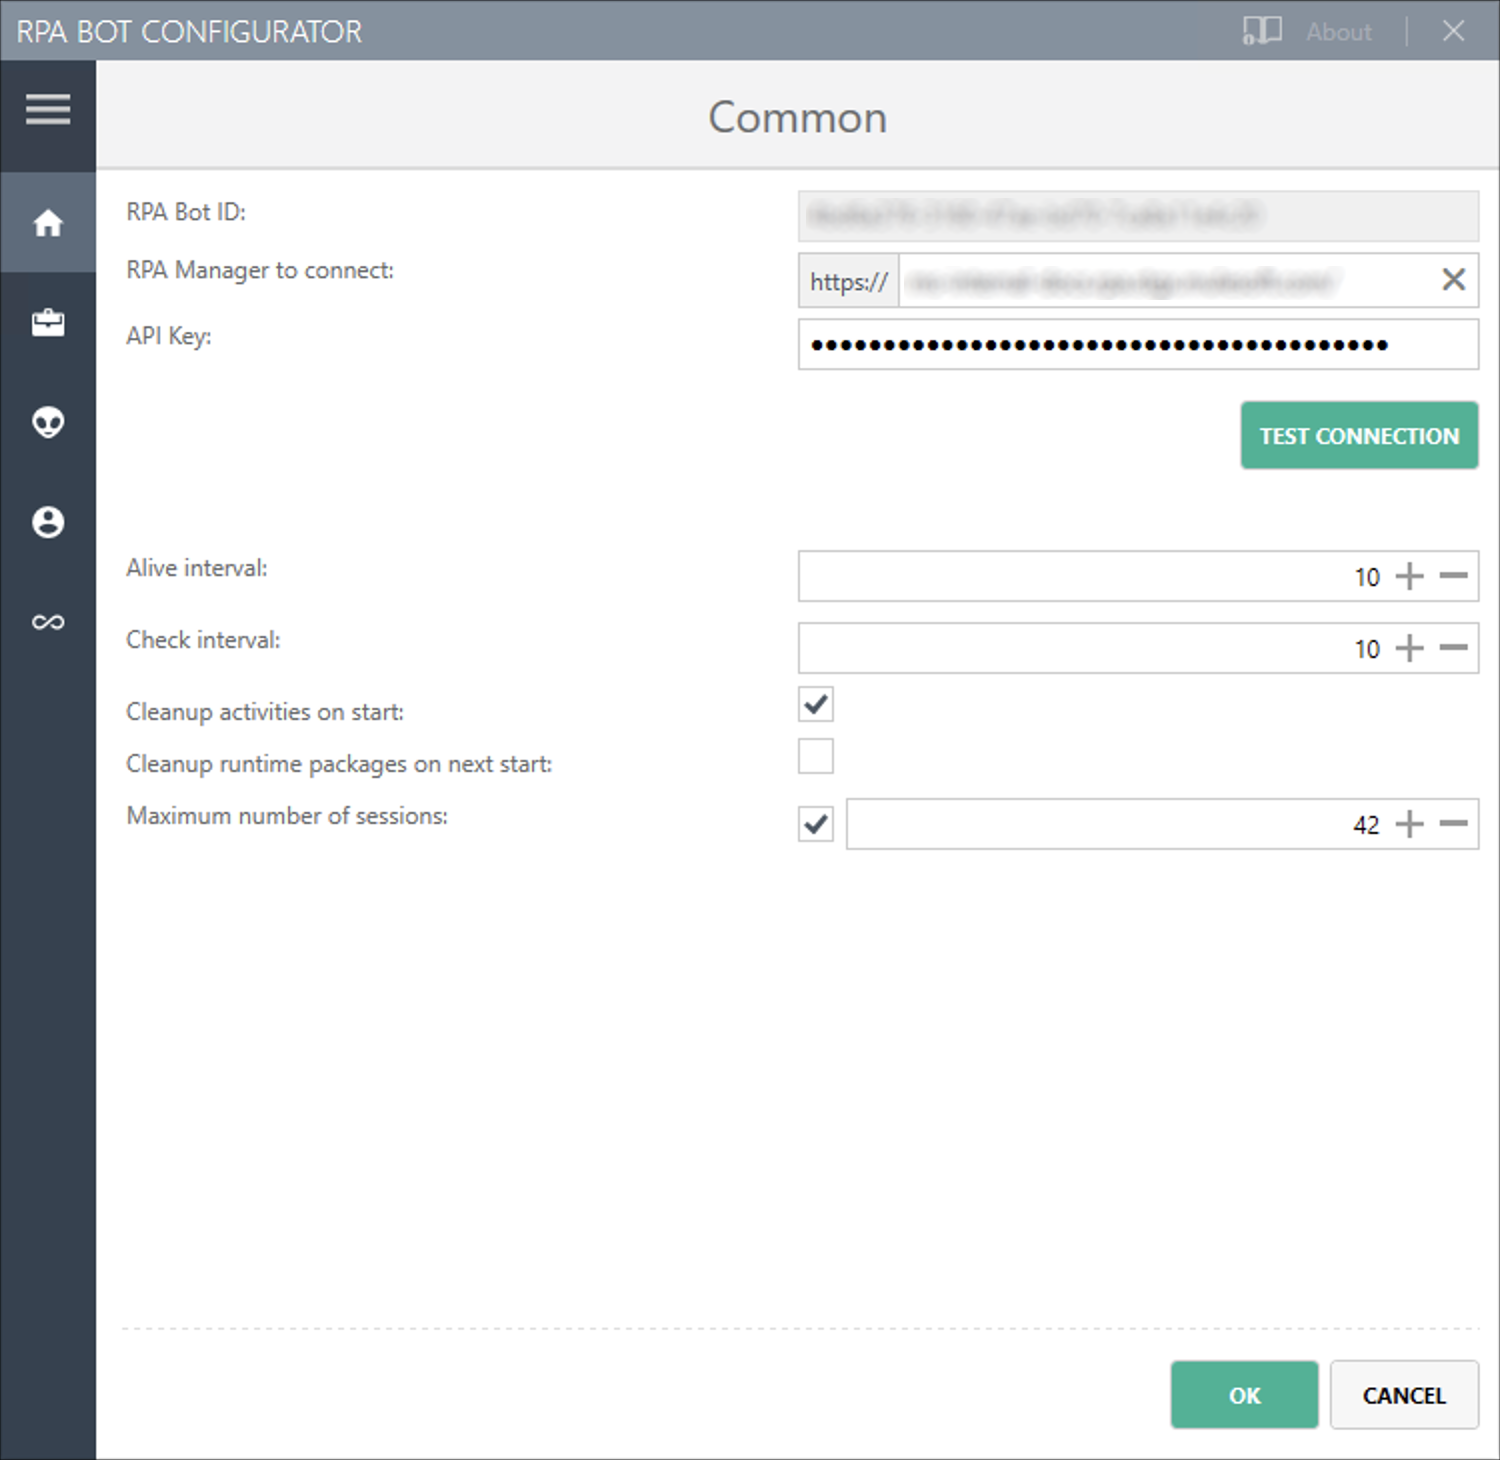 RPA BOT CONFIGURATOR
About
Common
RPA Bot ID:
RPA Manager to connect:
https://
API Key:
••••••••••••••••••••••••••••••••••••••••
TEST CONNECTION
Alive interval:
10
Check interval:
10
Cleanup activities on start:
Cleanup runtime packages on next start:
Maximum number of sessions:
42
OK
CANCEL